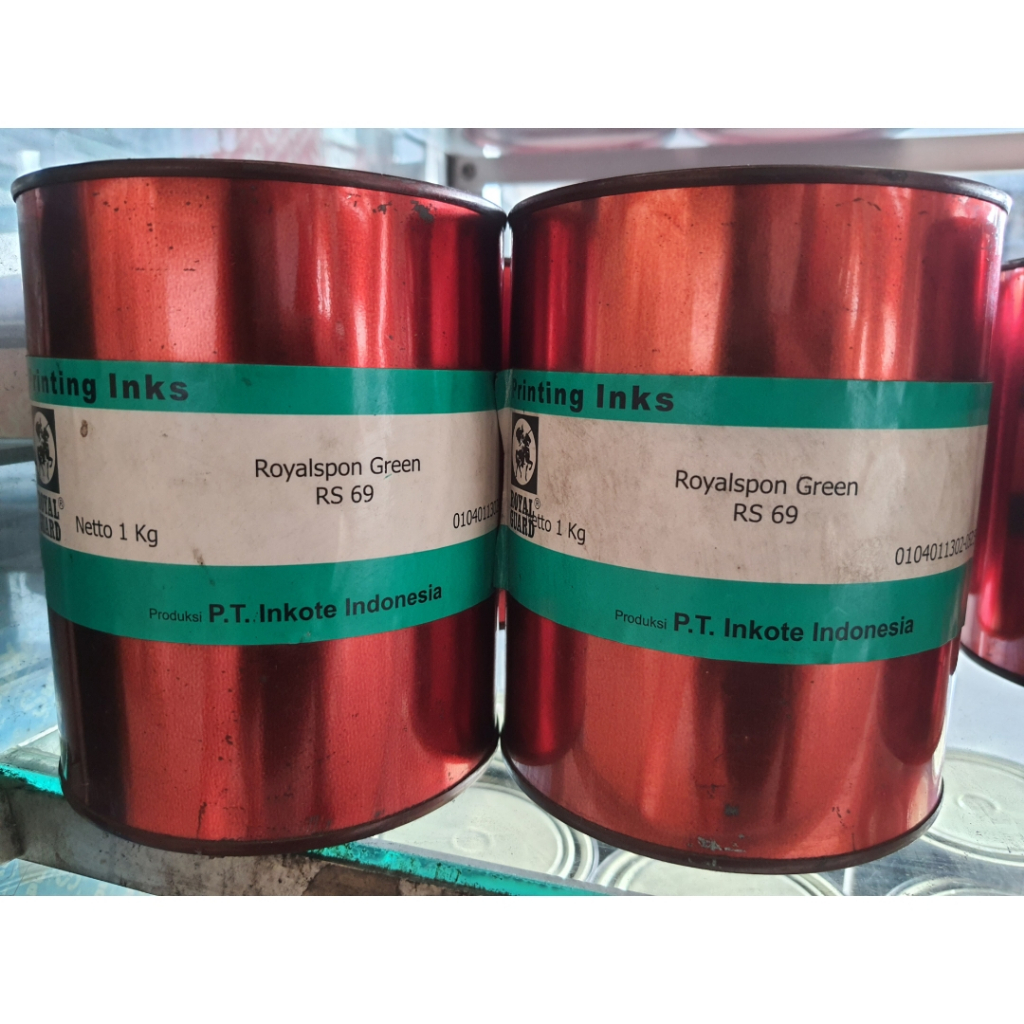 Printing Inks
Royalspon Green
RS 69
ROYAL®
GUARD
Netto 1 Kg
Produksi P.T. Inkote Indonesia
Printing Inks
Royalspon Green
RS 69
ROYAL®
GUARD
Netto 1 Kg
Produksi P.T. Inkote Indonesia